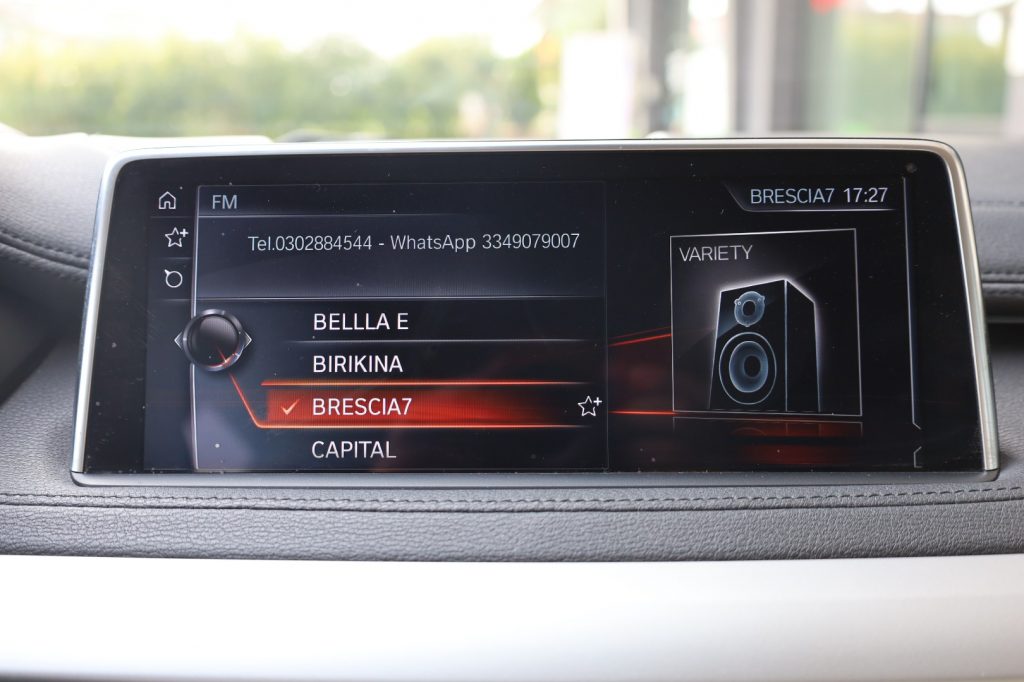 FM
BRESCIA7 17:27
Tel.0302884544 - WhatsApp 3349079007
VARIETY
BELLLA E
BIRIKINA
BRESCIA7
CAPITAL